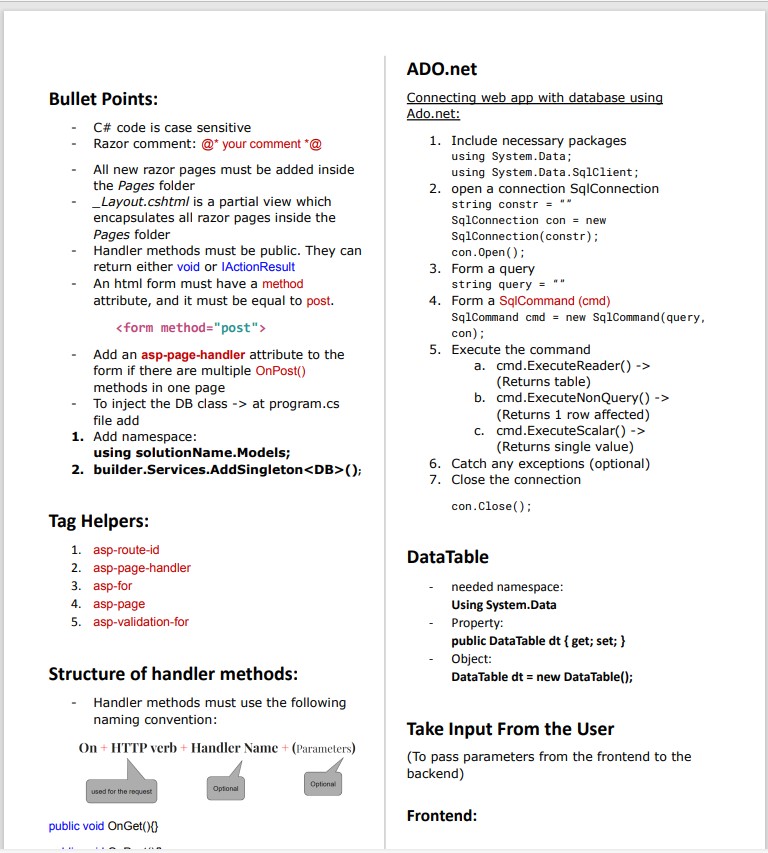 Bullet Points:
- C# code is case sensitive
- Razor comment: @* your comment *@
- All new razor pages must be added inside
the Pages folder
- _Layout.cshtml is a partial view which
encapsulates all razor pages inside the
Pages folder
- Handler methods must be public. They can
return either void or IActionResult
- An html form must have a method
attribute, and it must be equal to post.
<form method="post">
- Add an asp-page-handler attribute to the
form if there are multiple OnPost()
methods in one page
- To inject the DB class -> at program.cs
file add
1. Add namespace:
using solutionName.Models;
2. builder.Services.AddSingleton<DB>();
Tag Helpers:
1. asp-route-id
2. asp-page-handler
3. asp-for
4. asp-page
5. asp-validation-for
Structure of handler methods:
- Handler methods must use the following
naming convention:
On + HTTP verb + Handler Name + (Parameters)
used for the request
Optional
Optional
public void OnGet(){}
ADO.net
Connecting web app with database using
Ado.net:
1. Include necessary packages
using System.Data;
using System.Data.SqlClient;
2. open a connection SqlConnection
string constr = “”
SqlConnection con = new
SqlConnection(constr);
con.Open();
3. Form a query
string query = “”
4. Form a SqlCommand (cmd)
SqlCommand cmd = new SqlCommand(query,
con);
5. Execute the command
a. cmd.ExecuteReader() ->
(Returns table)
b. cmd.ExecuteNonQuery() ->
(Returns 1 row affected)
c. cmd.ExecuteScalar() ->
(Returns single value)
6. Catch any exceptions (optional)
7. Close the connection
con.Close();
DataTable
- needed namespace:
Using System.Data
- Property:
public DataTable dt { get; set; }
- Object:
DataTable dt = new DataTable();
Take Input From the User
(To pass parameters from the frontend to the
backend)
Frontend: